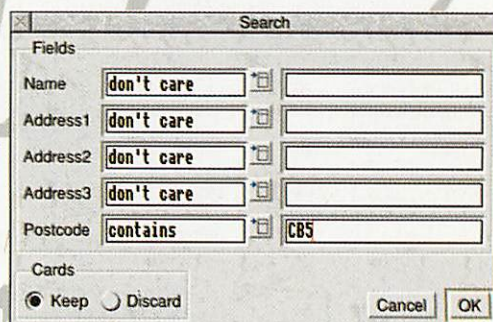 Search
Fields
Name don't care
Address1 don't care
Address2 don't care
Address3 don't care
Postcode contains CB5
Cards
Keep Discard
Cancel OK